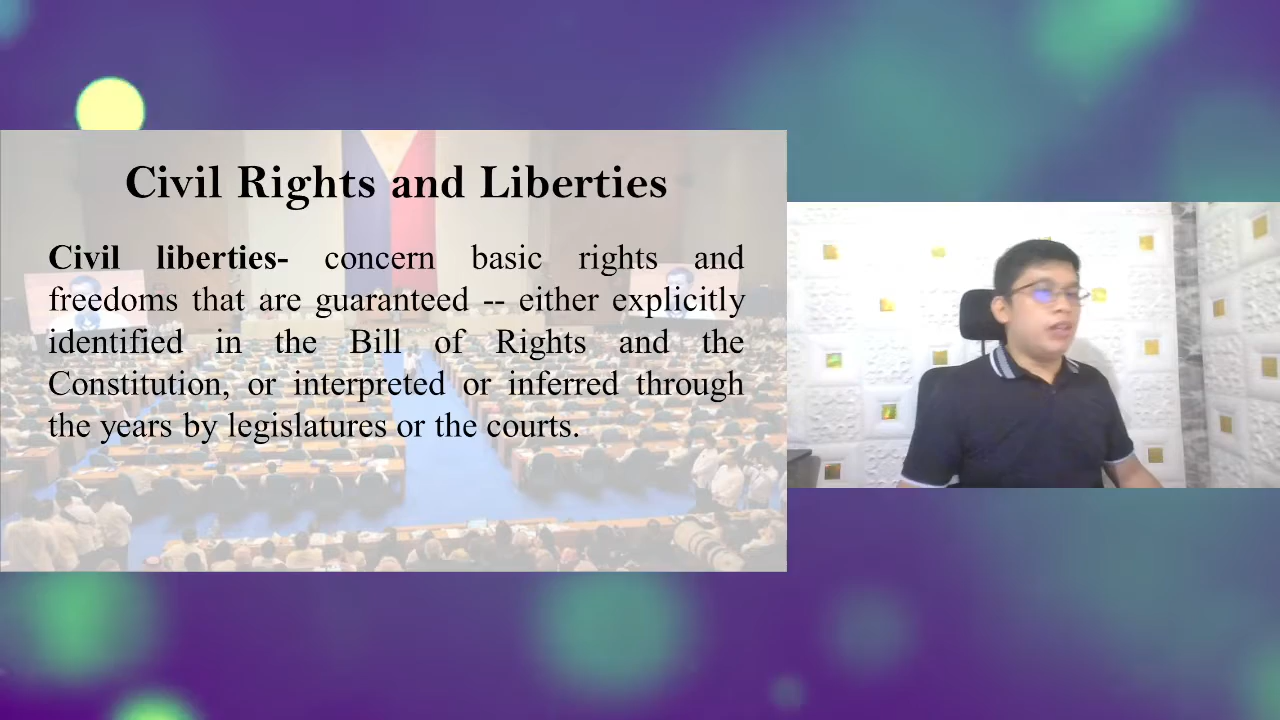 Civil Rights and Liberties
Civil liberties- concern basic rights and
freedoms that are guaranteed -- either explicitly
identified in the Bill of Rights and the
Constitution, or interpreted or inferred through
the years by legislatures or the courts.